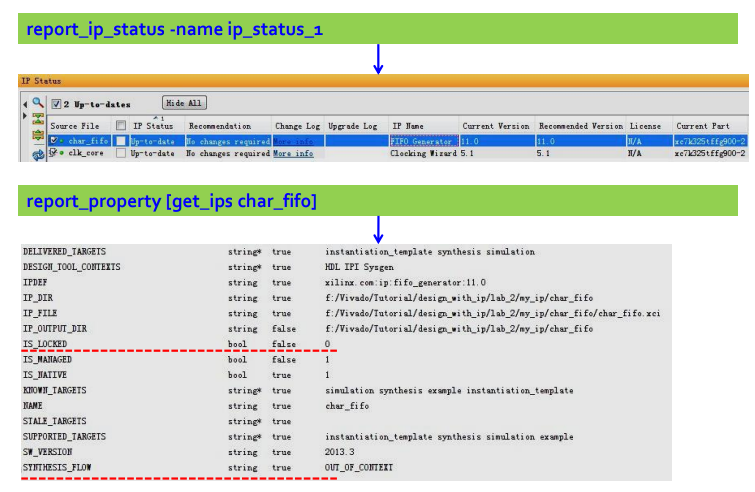 report_ip_status -name ip_status_1
IP Status
2 Up-to-dates Hide All
Source File IP Status Recommendation Change Log Upgrade Log IP Name Current Version Recommended Version License Current Part
1
char_fifo Up-to-date No changes required More info FIFO Generator 11.0 11.0 N/A xc7k325tffg900-2
clk_core Up-to-date No changes required More info Clocking Wizard 5.1 5.1 N/A xc7k325tffg900-2
report_property [get_ips char_fifo]
DELIVERED_TARGETS string* true instantiation_template synthesis simulation
DESIGN_TOOL_CONTEXTS string* true HDL IPI Sysgen
IPDEF string true xilinx.com:ip:fifo_generator:11.0
IP_DIR string true f:/Vivado/Tutorial/design_with_ip/lab_2/my_ip/char_fifo
IP_FILE string true f:/Vivado/Tutorial/design_with_ip/lab_2/my_ip/char_fifo/char_fifo.xci
IP_OUTPUT_DIR string false f:/Vivado/Tutorial/design_with_ip/lab_2/my_ip/char_fifo
IS_LOCKED bool false 0
IS_MANAGED bool false 1
IS_NATIVE bool true 1
KNOWN_TARGETS string* true simulation synthesis example instantiation_template
NAME string true char_fifo
STALE_TARGETS string* true
SUPPORTED_TARGETS string* true instantiation_template synthesis simulation example
SW_VERSION string true 2013.3
SYNTHESIS_FLOW string true OUT_OF_CONTEXT